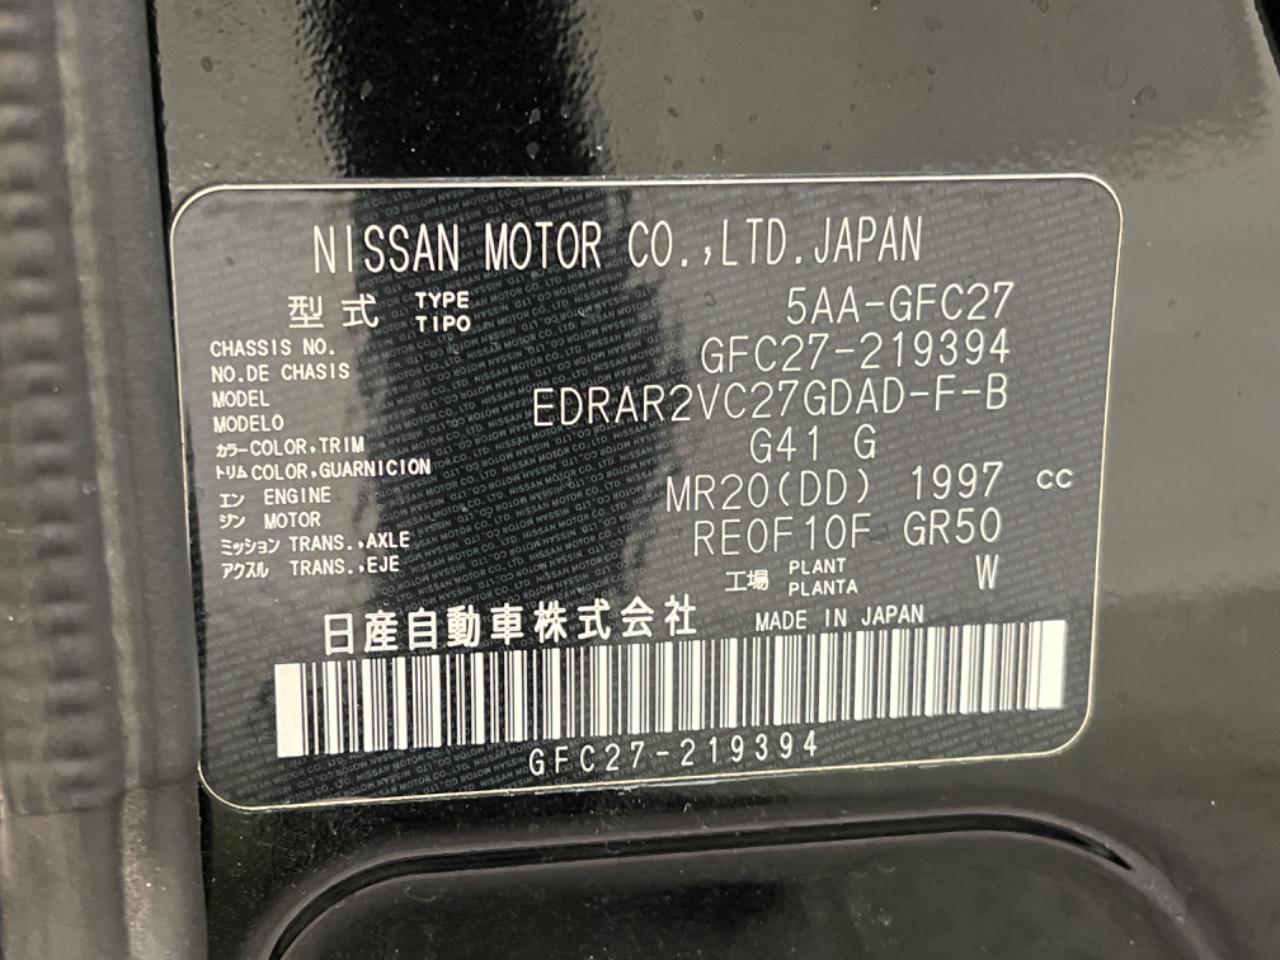 NISSAN MOTOR CO.,LTD.JAPAN
型式 TYPE TIPO 5AA-GFC27
CHASSIS NO.
NO.DE CHASIS GFC27-219394
MODEL
MODELO EDRAR2VC27GDAD-F-B
カラー COLOR,TRIM
トリム COLOR,GUARNICION G41 G
エン ENGINE
ジン MOTOR MR20(DD) 1997 cc
ミッション TRANS.,AXLE
アクスル TRANS.,EJE RE0F10F GR50
工場 PLANT PLANTA W
日産自動車株式会社 MADE IN JAPAN
GFC27-219394